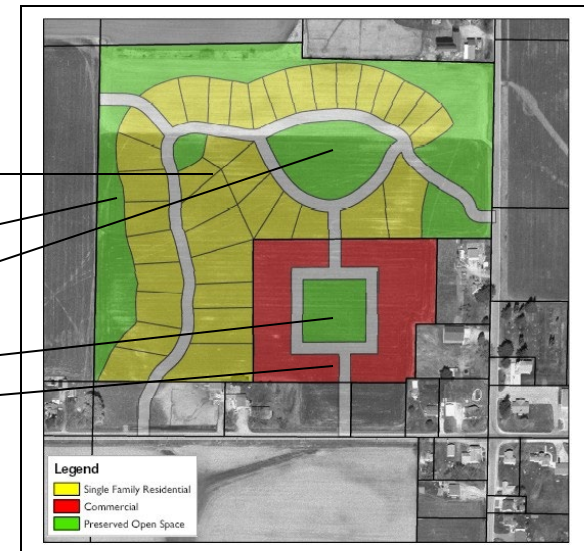 Legend
Single Family Residential
Commercial
Preserved Open Space